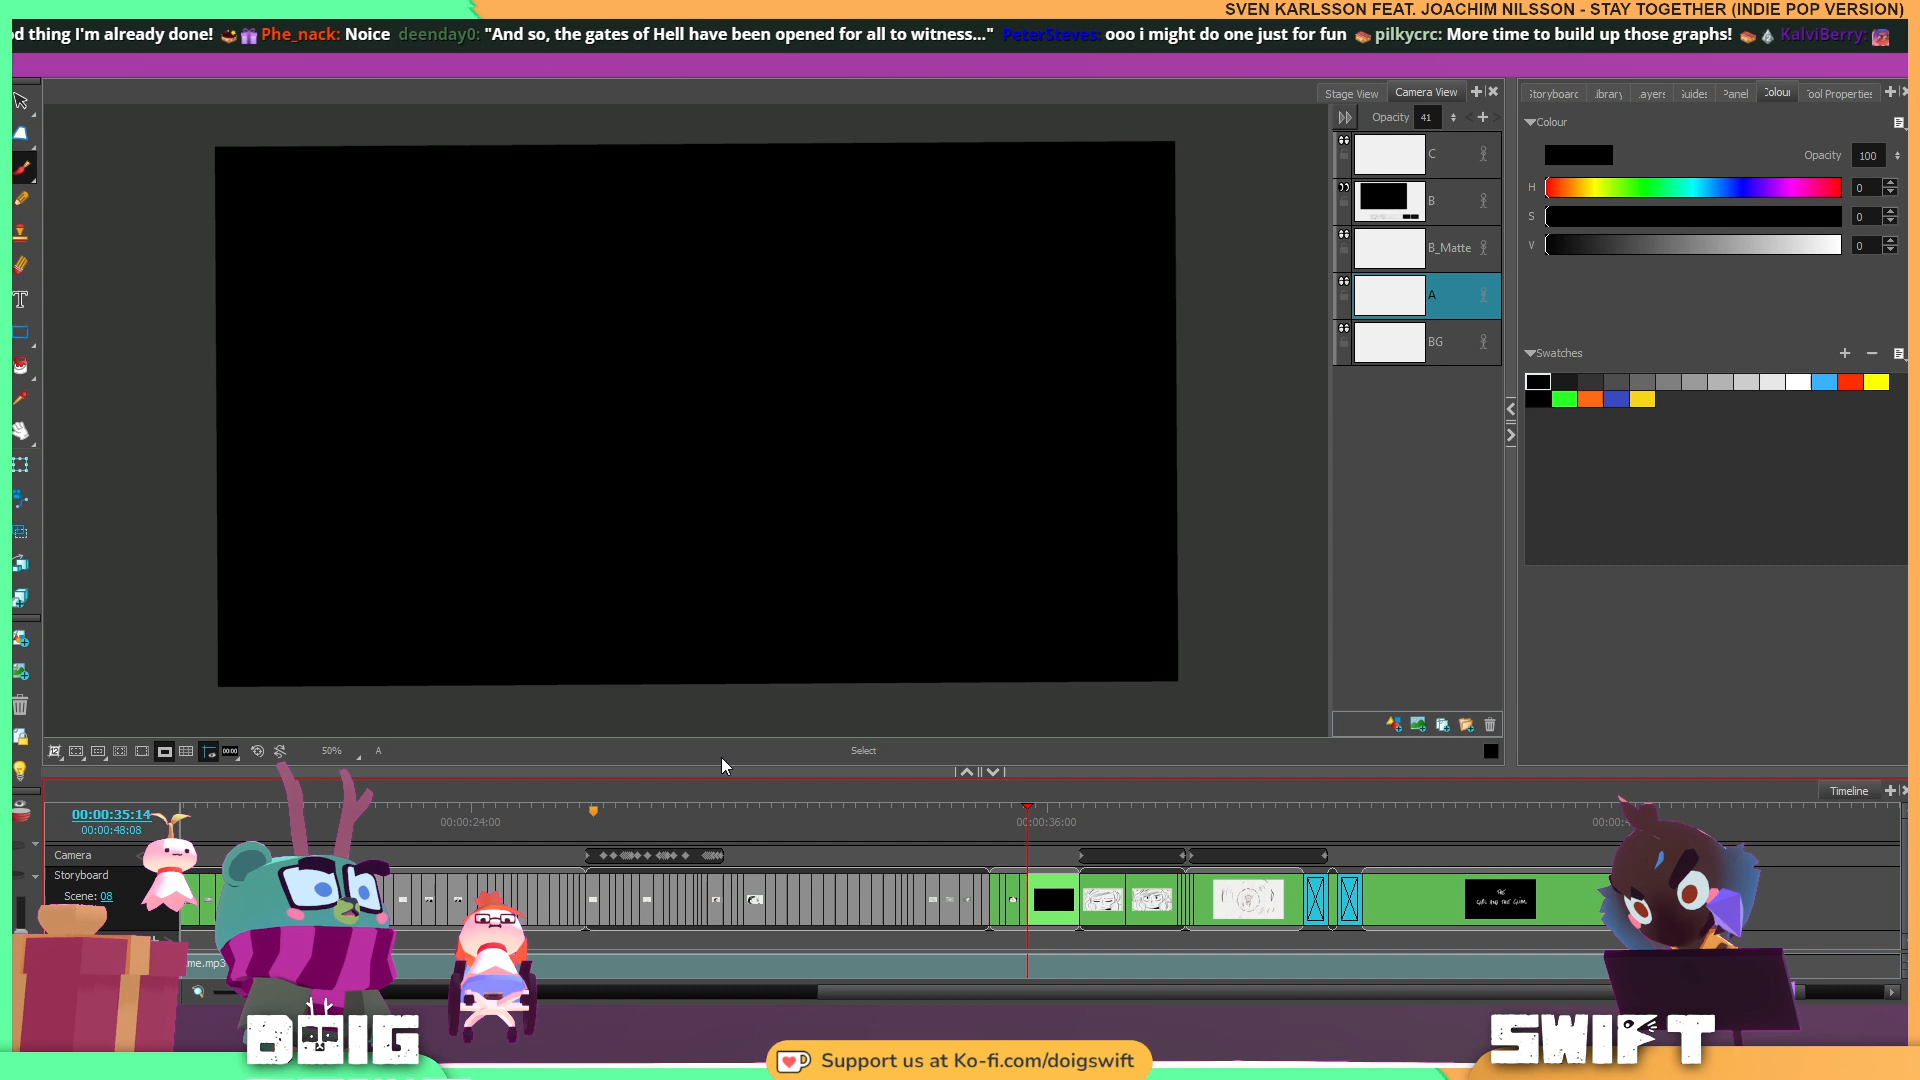 SVEN KARLSSON FEAT. JOACHIM NILSSON - STAY TOGETHER (INDIE POP VERSION)
d thing I'm already done! Phe_nack: Noice deenday0: "And so, the gates of Hell have been opened for all to witness..." PeterSteves: ooo i might do one just for fun pilkycrc: More time to build up those graphs! KalviBerry:
Stage View Camera View
Storyboard Library Layers Guides Panel Colour Tool Properties
Opacity 41
Colour
C
Opacity 100
H 0
B
S 0
B_Matte
V 0
A
BG
Swatches
T
50% A Select
Timeline
00:00:35:14
00:00:48:08
00:00:24:00
00:00:36:00
Camera
Storyboard
Scene: 08
THE
GIRL AND THE GLIM
me.mp3
DOIG
SWIFT
Support us at Ko-fi.com/doigswift